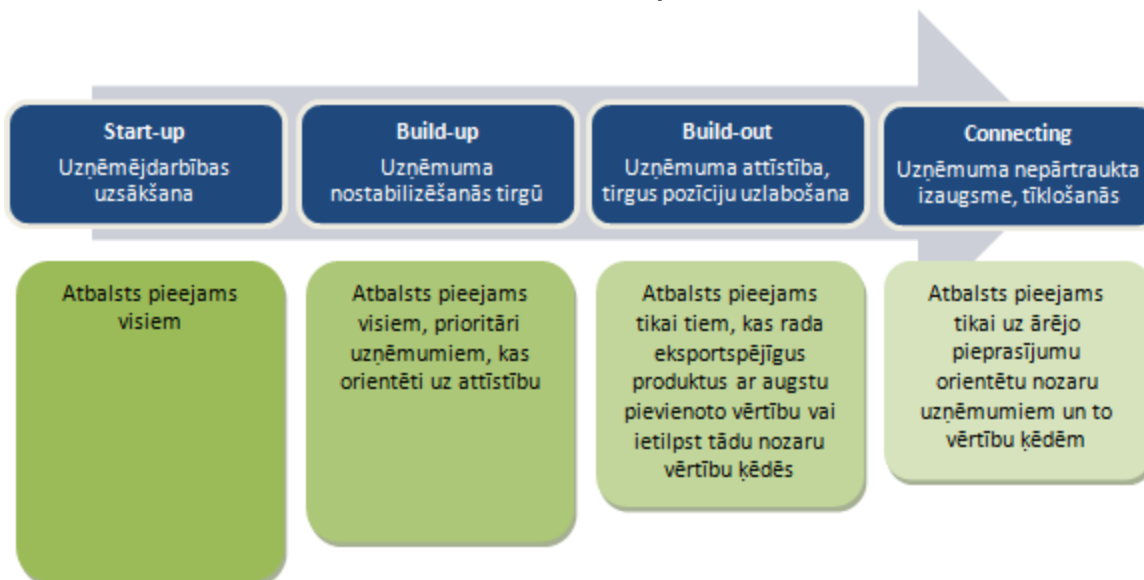 Start-up
Uzņēmējdarbības
uzsākšana
Build-up
Uzņēmuma
nostabilizēšanās tirgū
Build-out
Uzņēmuma attīstība,
tirgus pozīciju uzlabošana
Connecting
Uzņēmuma nepārtraukta
izaugsme, tīklošanās
Atbalsts pieejams
visiem
Atbalsts pieejams
visiem, prioritāri
uzņēmumiem, kas
orientēti uz attīstību
Atbalsts pieejams
tikai tiem, kas rada
eksportspējīgus
produktus ar augstu
pievienoto vērtību vai
ietilpst tādu nozaru
vērtību ķēdēs
Atbalsts pieejams
tikai uz ārējo
pieprasījumu
orientētu nozaru
uzņēmumiem un to
vērtību ķēdēm